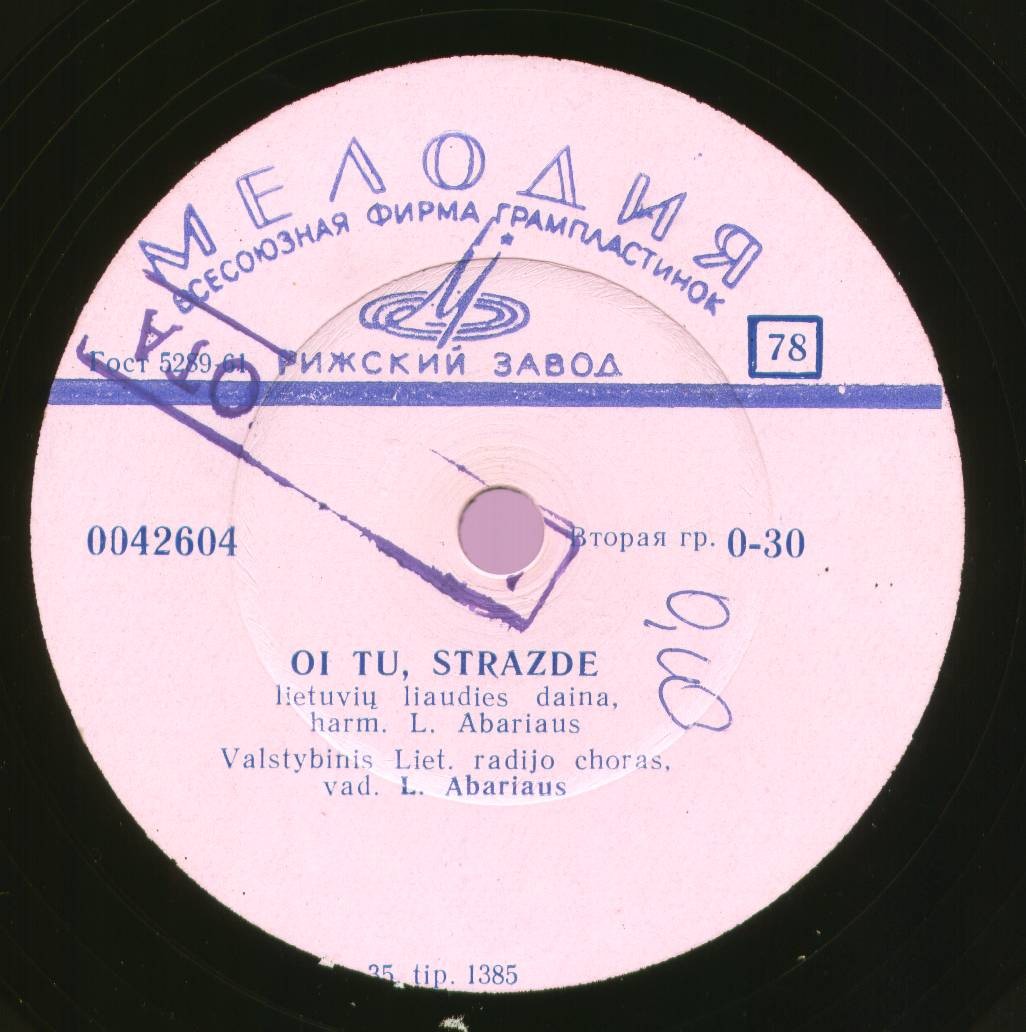 МЕЛОДИЯ
ВСЕСОЮЗНАЯ ФИРМА ГРАМПЛАСТИНОК
Гост 5289-61 РИЖСКИЙ ЗАВОД
78
0042604
Вторая гр. 0-30
OI TU, STRAZDE
lietuvių liaudies daina,
harm. L. Abariaus
Valstybinis Liet. radijo choras,
vad. L. Abariaus
35. tip. 1385